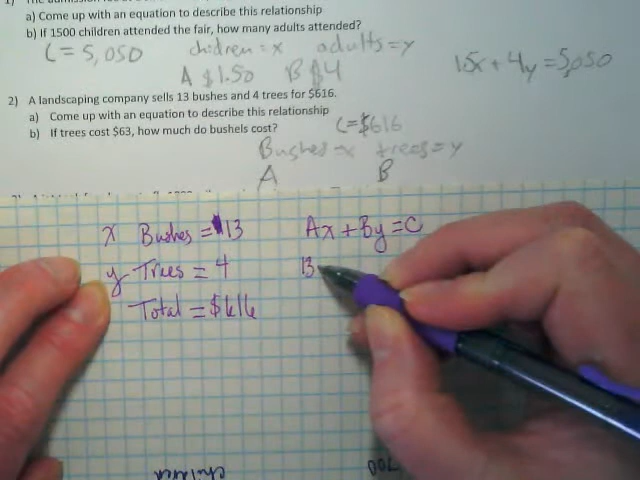 a) Come up with an equation to describe this relationship
b) If 1500 children attended the fair, how many adults attended?
C = 5,050 children = x adults = y
A $1.50 B $4 1.5x + 4y = 5,050
2) A landscaping company sells 13 bushes and 4 trees for $616.
a) Come up with an equation to describe this relationship
b) If trees cost $63, how much do bushels cost?
C = $616
Bushes = x trees = y
A B
x Bushes = 13 Ax + By = C
y Trees = 4 13
Total = $616
children 700